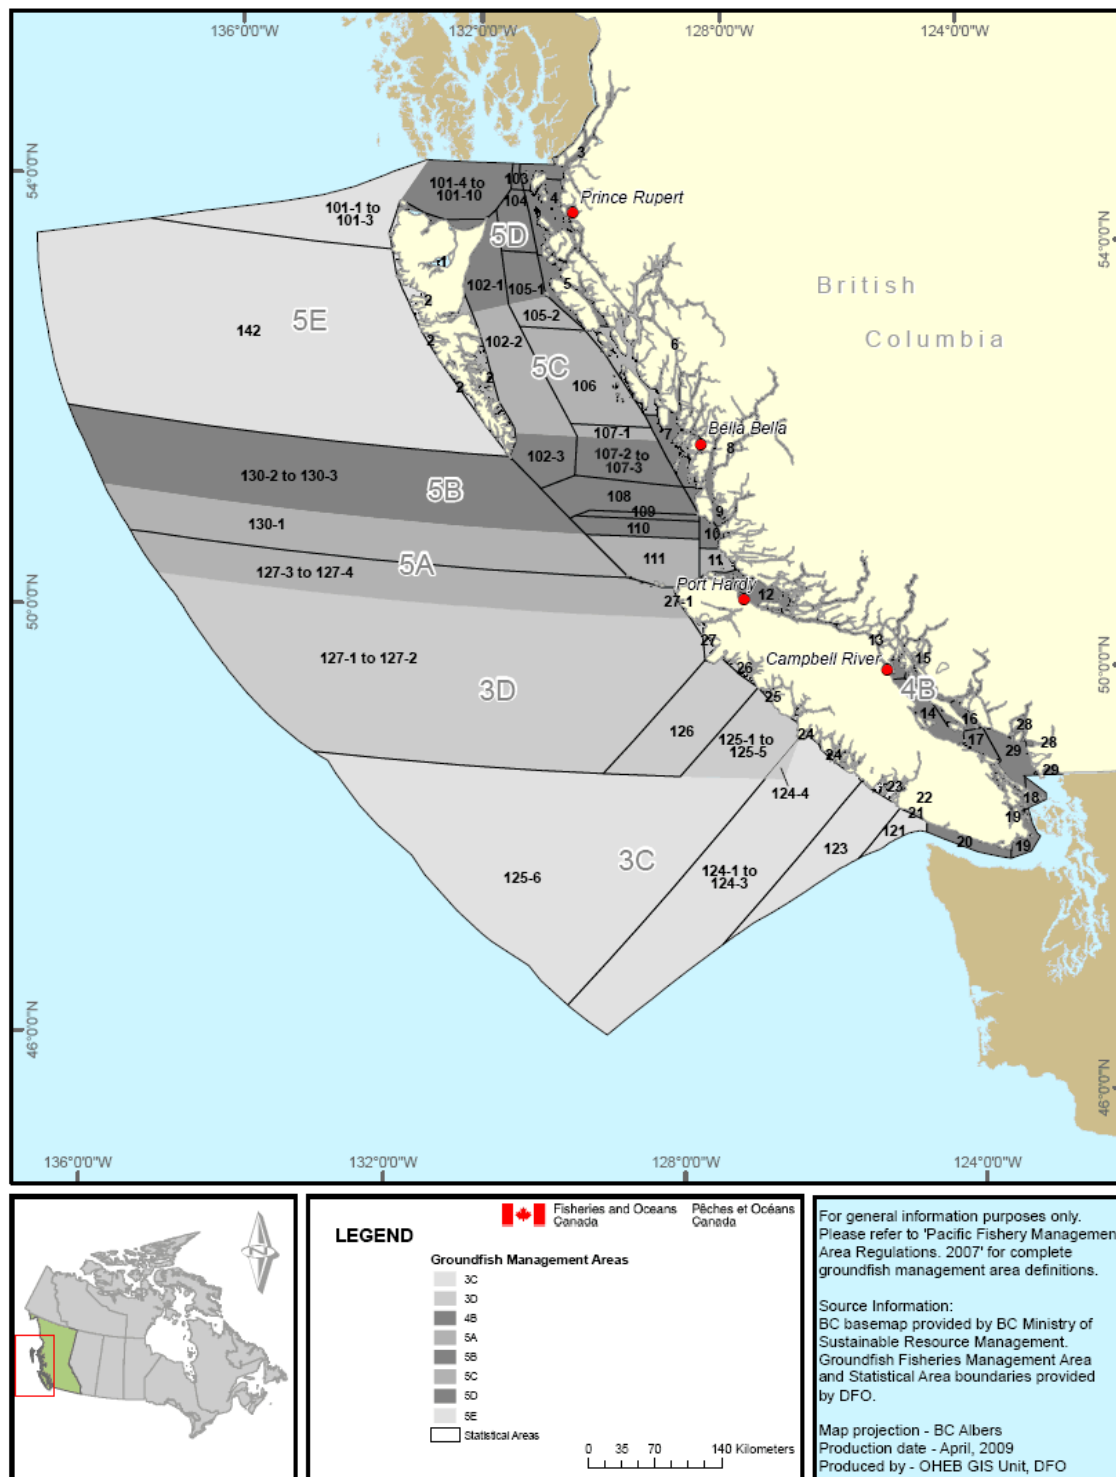 136°0'0"W
132°0'0"W
128°0'0"W
124°0'0"W
54°0'0"N
54°0'0"N
3
101-4 to
101-10
103
104
4
Prince Rupert
101-1 to
101-3
5D
1
2
102-1
105-1
5
British
Columbia
5E
142
2
105-2
102-2
6
5C
2
2
106
Bella Bella
107-1
7
8
102-3
107-2 to
107-3
130-2 to 130-3
5B
108
109
9
110
10
130-1
111
11
5A
127-3 to 127-4
Port Hardy
27-1
12
50°0'0"N
50°0'0"N
127-1 to 127-2
27
13
Campbell River
15
26
4B
3D
25
14
16
28
126
125-1 to
125-5
24
17
29
28
24
29
124-4
23
22
18
21
19
121
20
19
123
3C
125-6
124-1 to
124-3
46°0'0"N
46°0'0"N
136°0'0"W
132°0'0"W
128°0'0"W
124°0'0"W
Fisheries and Oceans
Canada
Pêches et Océans
Canada
LEGEND
Groundfish Management Areas
3C
3D
4B
5A
5B
5C
5D
5E
Statistical Areas
0 35 70 140 Kilometers
For general information purposes only.
Please refer to 'Pacific Fishery Managemen
Area Regulations. 2007' for complete
groundfish management area definitions.
Source Information:
BC basemap provided by BC Ministry of
Sustainable Resource Management.
Groundfish Fisheries Management Area
and Statistical Area boundaries provided
by DFO.
Map projection - BC Albers
Production date - April, 2009
Produced by - OHEB GIS Unit, DFO